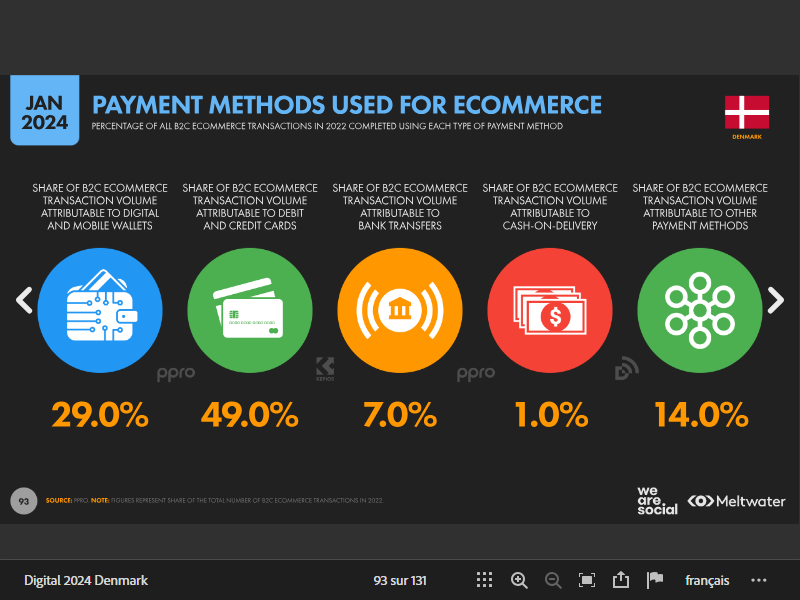 JAN
2024
PAYMENT METHODS USED FOR ECOMMERCE
PERCENTAGE OF ALL B2C ECOMMERCE TRANSACTIONS IN 2022 COMPLETED USING EACH TYPE OF PAYMENT METHOD
DENMARK
SHARE OF B2C ECOMMERCE
TRANSACTION VOLUME
ATTRIBUTABLE TO DIGITAL
AND MOBILE WALLETS
SHARE OF B2C ECOMMERCE
TRANSACTION VOLUME
ATTRIBUTABLE TO DEBIT
AND CREDIT CARDS
SHARE OF B2C ECOMMERCE
TRANSACTION VOLUME
ATTRIBUTABLE TO
BANK TRANSFERS
SHARE OF B2C ECOMMERCE
TRANSACTION VOLUME
ATTRIBUTABLE TO
CASH-ON-DELIVERY
SHARE OF B2C ECOMMERCE
TRANSACTION VOLUME
ATTRIBUTABLE TO OTHER
PAYMENT METHODS
$
ppro
KEPIOS
ppro
29.0%
49.0%
7.0%
1.0%
14.0%
93
SOURCE: PPRO. NOTE: FIGURES REPRESENT SHARE OF THE TOTAL NUMBER OF B2C ECOMMERCE TRANSACTIONS IN 2022.
we
are
social
Meltwater
Digital 2024 Denmark
93 sur 131
français